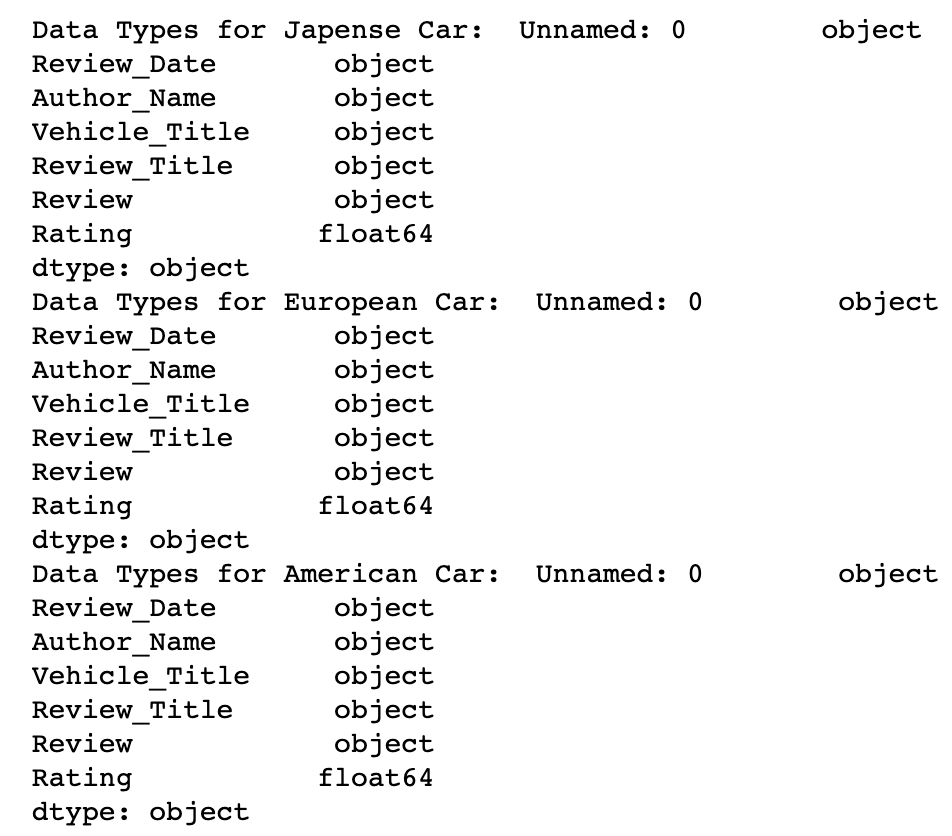 Data Types for Japense Car:  Unnamed: 0        object
Review_Date       object
Author_Name       object
Vehicle_Title     object
Review_Title      object
Review            object
Rating           float64
dtype: object
Data Types for European Car:  Unnamed: 0        object
Review_Date       object
Author_Name       object
Vehicle_Title     object
Review_Title      object
Review            object
Rating           float64
dtype: object
Data Types for American Car:  Unnamed: 0        object
Review_Date       object
Author_Name       object
Vehicle_Title     object
Review_Title      object
Review            object
Rating           float64
dtype: object